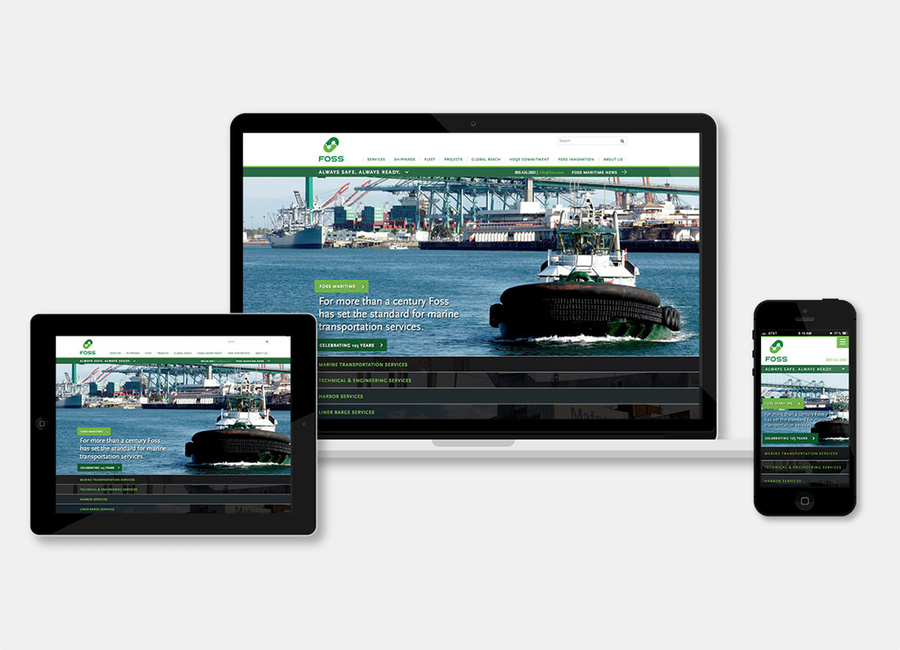 Search
FOSS
SERVICES SHIPYARDS FLEET PROJECTS GLOBAL REACH HSQE COMMITMENT FOSS INNOVATION ABOUT US
ALWAYS SAFE. ALWAYS READY.
800.426.2885 | info@foss.com FOSS MARITIME NEWS
FOSS MARITIME
For more than a century Foss
has set the standard for marine
transportation services.
CELEBRATING 125 YEARS
MARINE TRANSPORTATION SERVICES
TECHNICAL & ENGINEERING SERVICES
HARBOR SERVICES
LINER BARGE SERVICES
FOSS
SERVICES SHIPYARDS FLEET PROJECTS GLOBAL REACH HSQE COMMITMENT FOSS INNOVATION ABOUT US
ALWAYS SAFE. ALWAYS READY.
FOSS MARITIME NEWS
FOSS MARITIME
For more than a century Foss
has set the standard for marine
transportation services.
CELEBRATING 125 YEARS
MARINE TRANSPORTATION SERVICES
TECHNICAL & ENGINEERING SERVICES
HARBOR SERVICES
LINER BARGE SERVICES
AT&T
FOSS
ALWAYS SAFE. ALWAYS READY.
FOSS MARITIME
For more than a century Foss
has set the standard for marine
transportation services.
CELEBRATING 125 YEARS
MARINE TRANSPORTATION SERVICES
TECHNICAL & ENGINEERING SERVICES
HARBOR SERVICES